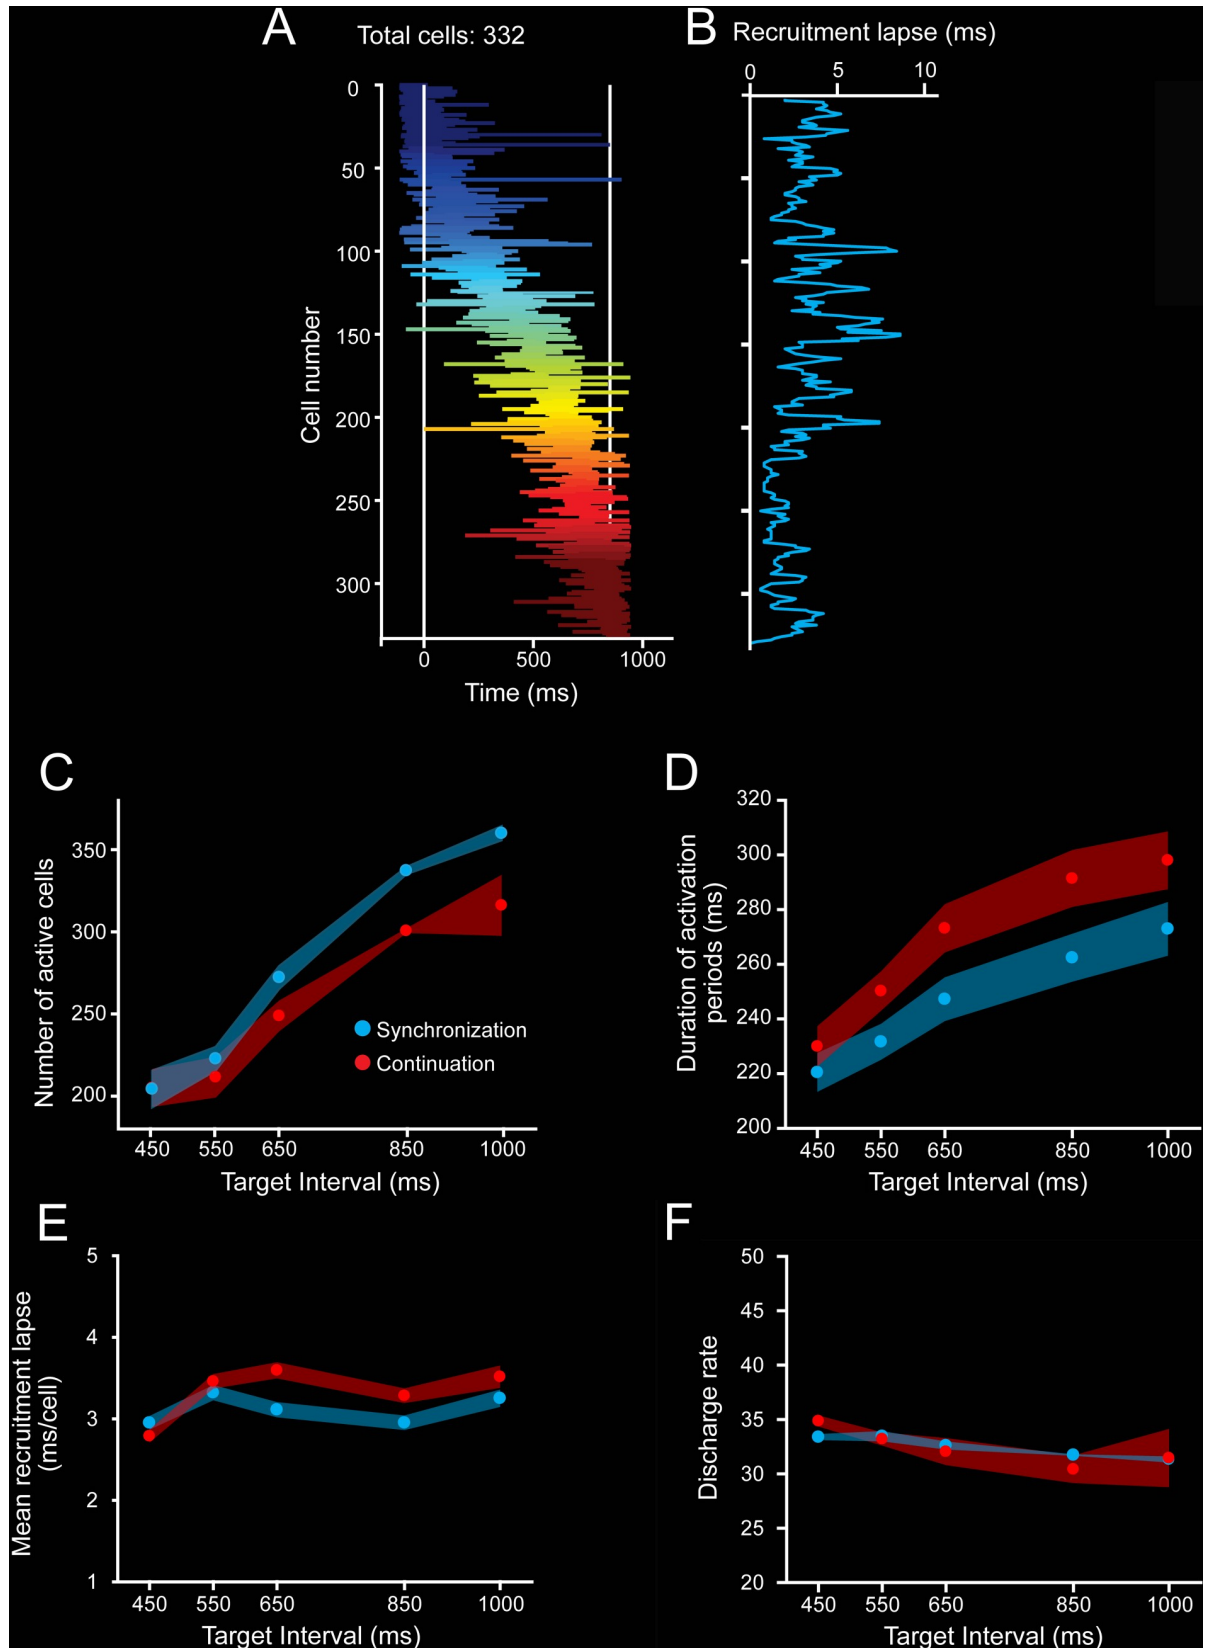 A
Total cells: 332
0
50
100
150
200
250
300
Cell number
0
500
1000
Time (ms)
B
Recruitment lapse (ms)
0
5
10
C
350
300
250
200
Number of active cells
Synchronization
Continuation
450
550
650
850
1000
Target Interval (ms)
D
320
300
280
260
240
220
200
Duration of activation
periods (ms)
450
550
650
850
1000
Target Interval (ms)
E
5
4
3
2
1
Mean recruitment lapse
(ms/cell)
450
550
650
850
1000
Target Interval (ms)
F
50
45
40
35
30
25
20
Discharge rate
450
550
650
850
1000
Target Interval (ms)